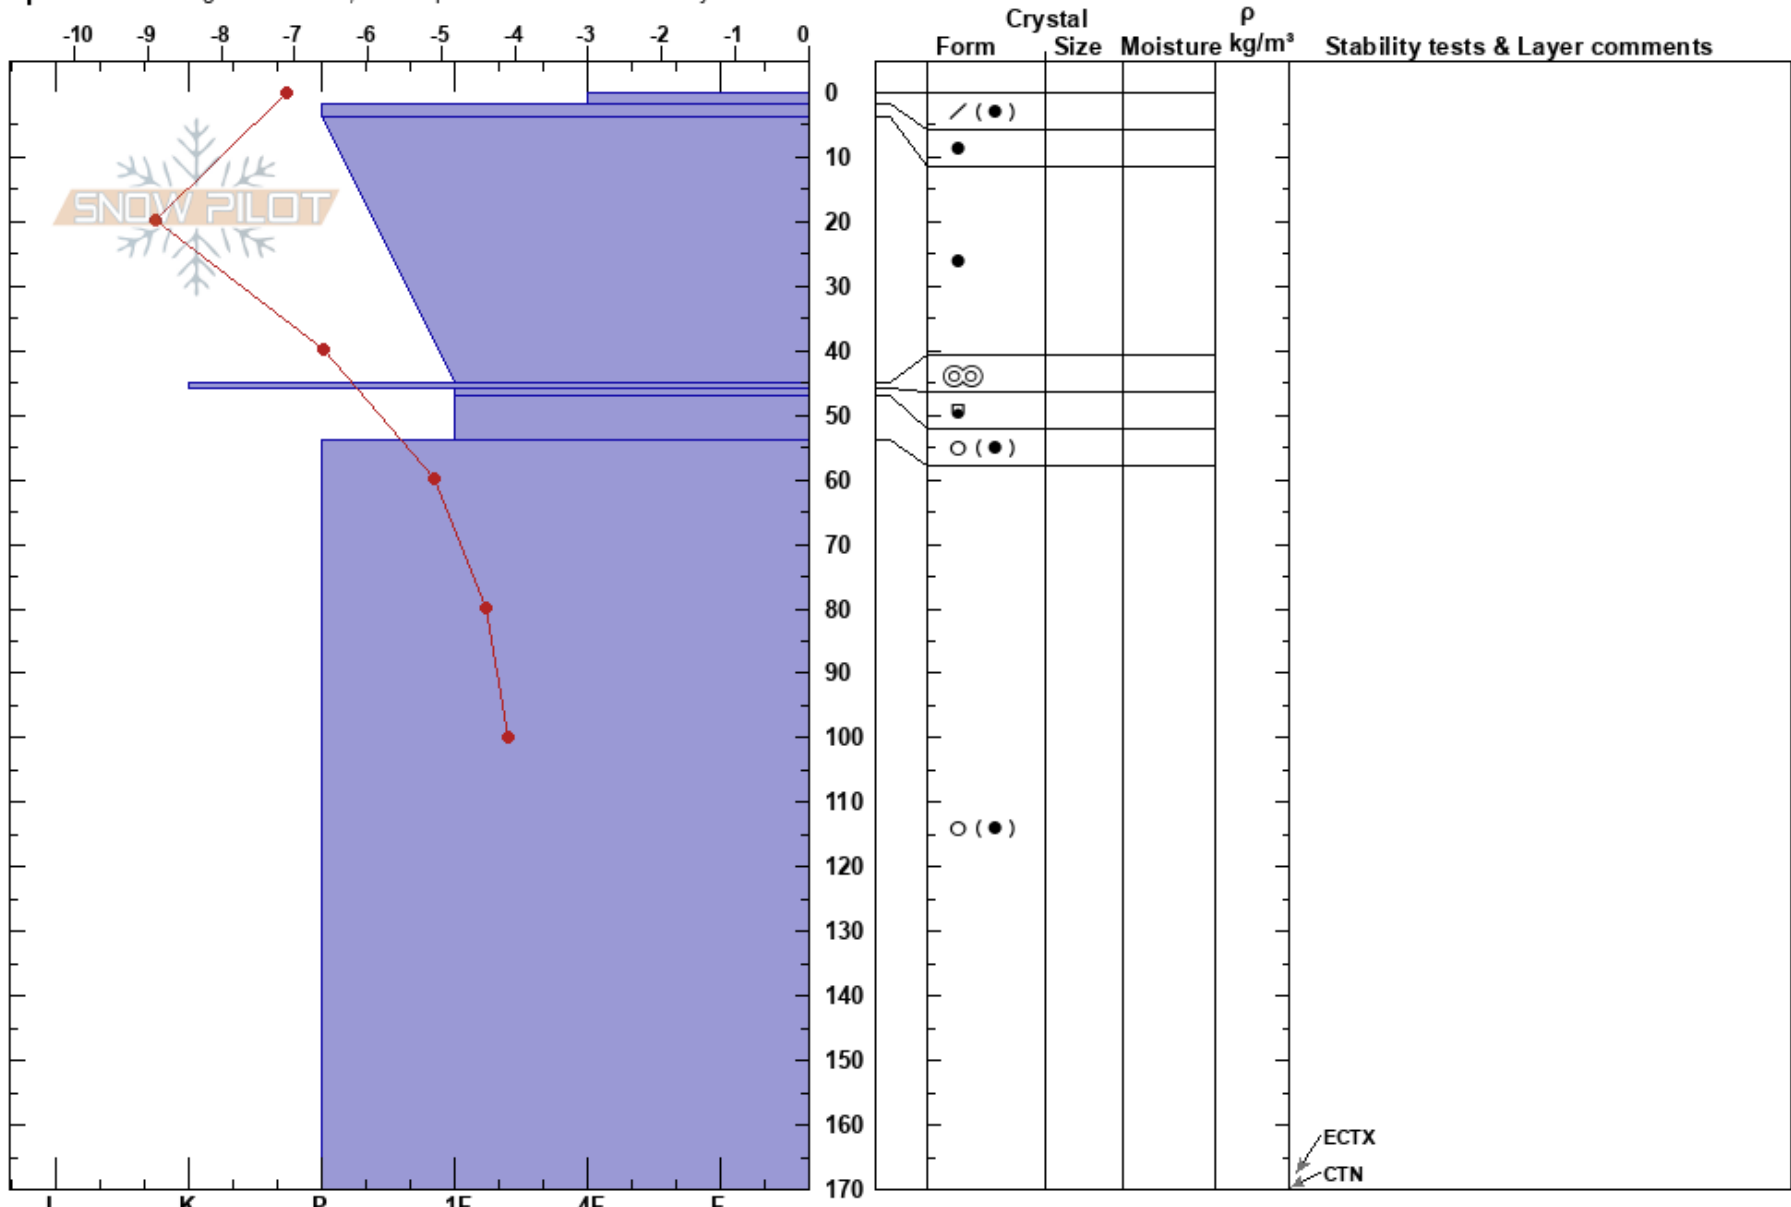 Crystal ρ
Form Size Moisture kg/m³ Stability tests & Layer comments
-10 -9 -8 -7 -6 -5 -4 -3 -2 -1 0
0
10
SNOW PILOT
20
30
40
50
60
70
80
90
100
110
120
130
140
150
160
ECTX
CTN
170
I K P 1F 4F F